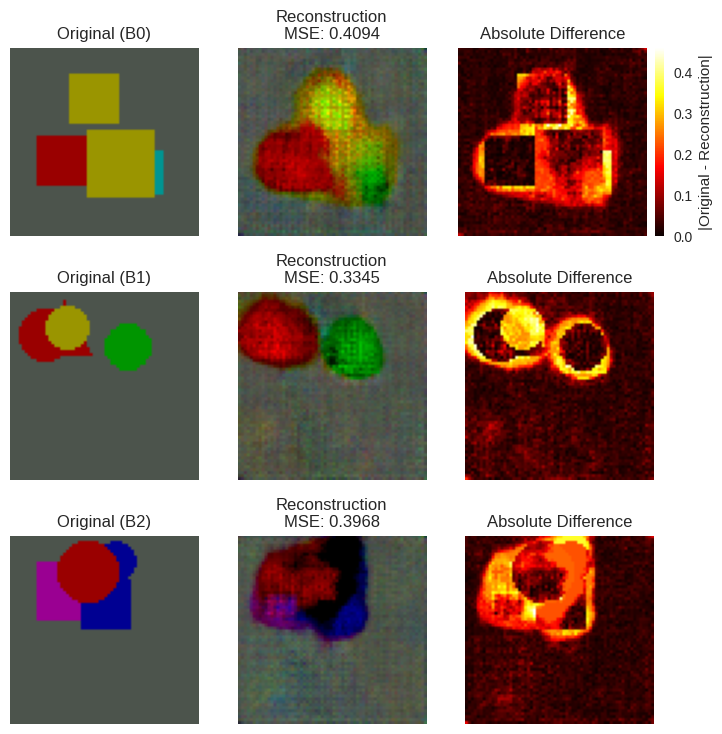 Original (B0)
Reconstruction
MSE: 0.4094
Absolute Difference
0.4
0.3
0.2
0.1
0.0
|Original - Reconstruction|
Original (B1)
Reconstruction
MSE: 0.3345
Absolute Difference
Original (B2)
Reconstruction
MSE: 0.3968
Absolute Difference